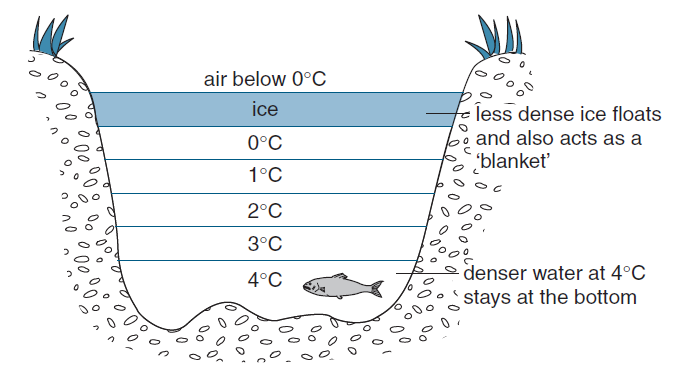 air below 0°C
ice
less dense ice floats
and also acts as a
‘blanket’
0°C
1°C
2°C
3°C
4°C
denser water at 4°C
stays at the bottom